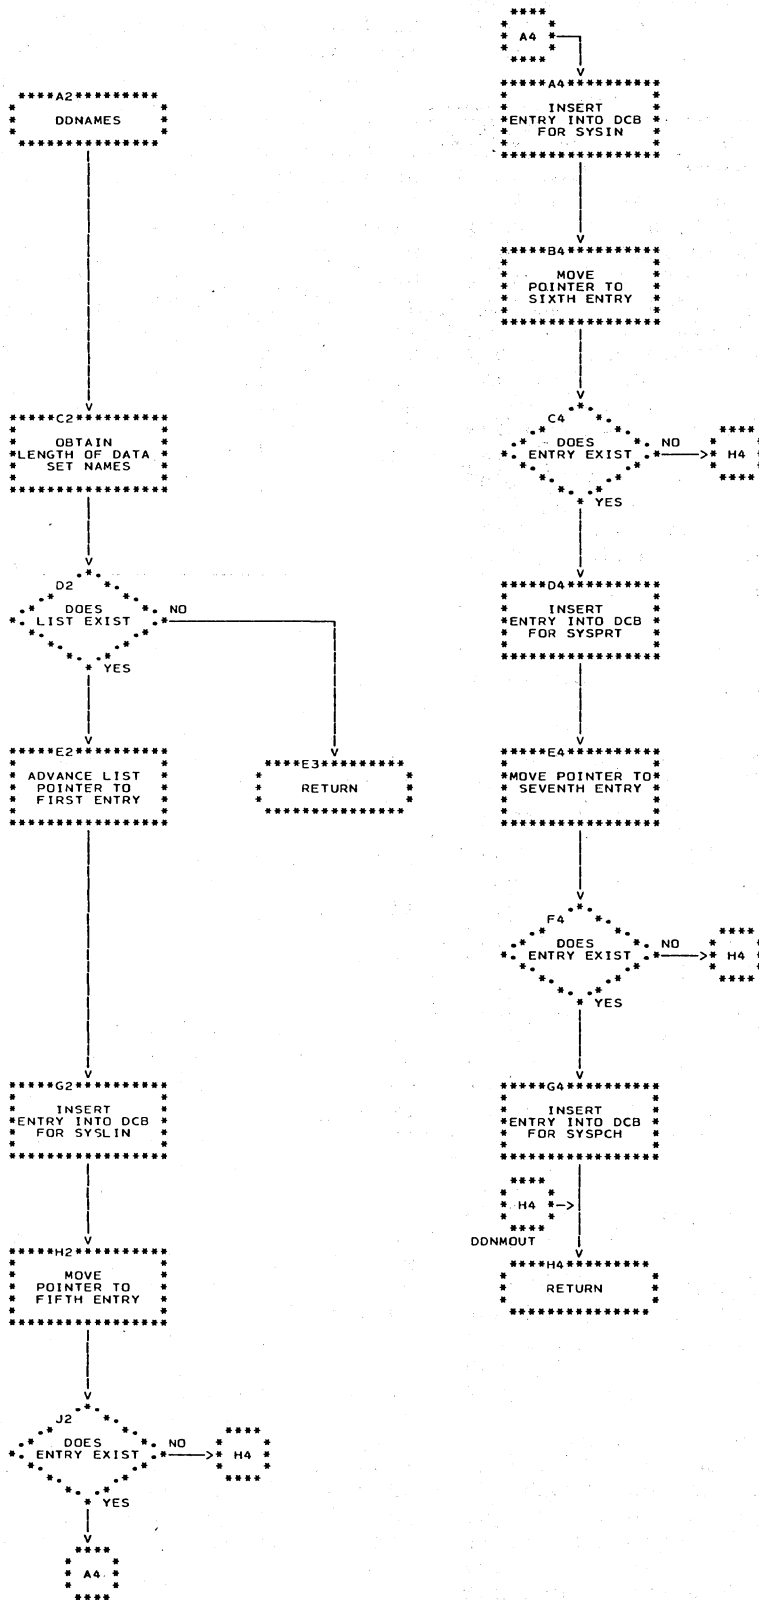 A2
DDNAMES
C2
OBTAIN
LENGTH OF DATA
SET NAMES
D2
DOES
LIST EXIST
NO
YES
E2
ADVANCE LIST
POINTER TO
FIRST ENTRY
E3
RETURN
G2
INSERT
ENTRY INTO DCB
FOR SYSLIN
H2
MOVE
POINTER TO
FIFTH ENTRY
J2
DOES
ENTRY EXIST
NO
H4
YES
A4
A4
A4
INSERT
ENTRY INTO DCB
FOR SYSIN
B4
MOVE
POINTER TO
SIXTH ENTRY
C4
DOES
ENTRY EXIST
NO
H4
YES
D4
INSERT
ENTRY INTO DCB
FOR SYSPRT
E4
MOVE POINTER TO
SEVENTH ENTRY
F4
DOES
ENTRY EXIST
NO
H4
YES
G4
INSERT
ENTRY INTO DCB
FOR SYSPCH
H4
DDNMOUT
H4
RETURN